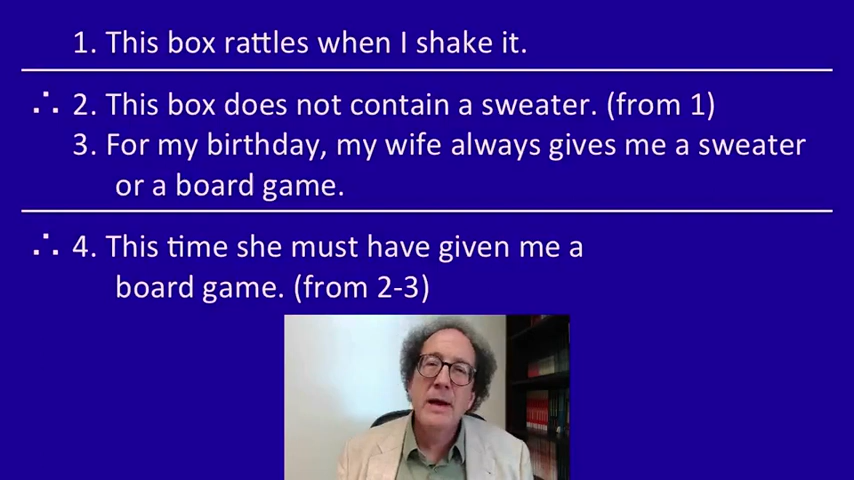 1. This box rattles when I shake it.
∴ 2. This box does not contain a sweater. (from 1)
3. For my birthday, my wife always gives me a sweater
or a board game.
∴ 4. This time she must have given me a
board game. (from 2-3)